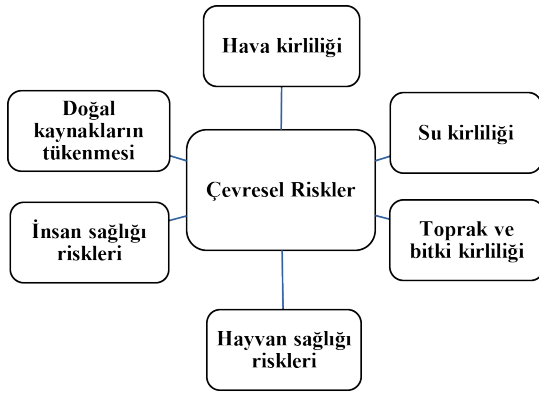 Hava kirliliği
Doğal
kaynakların
tükenmesi
Su kirliliği
Çevresel Riskler
İnsan sağlığı
riskleri
Toprak ve
bitki kirliliği
Hayvan sağlığı
riskleri